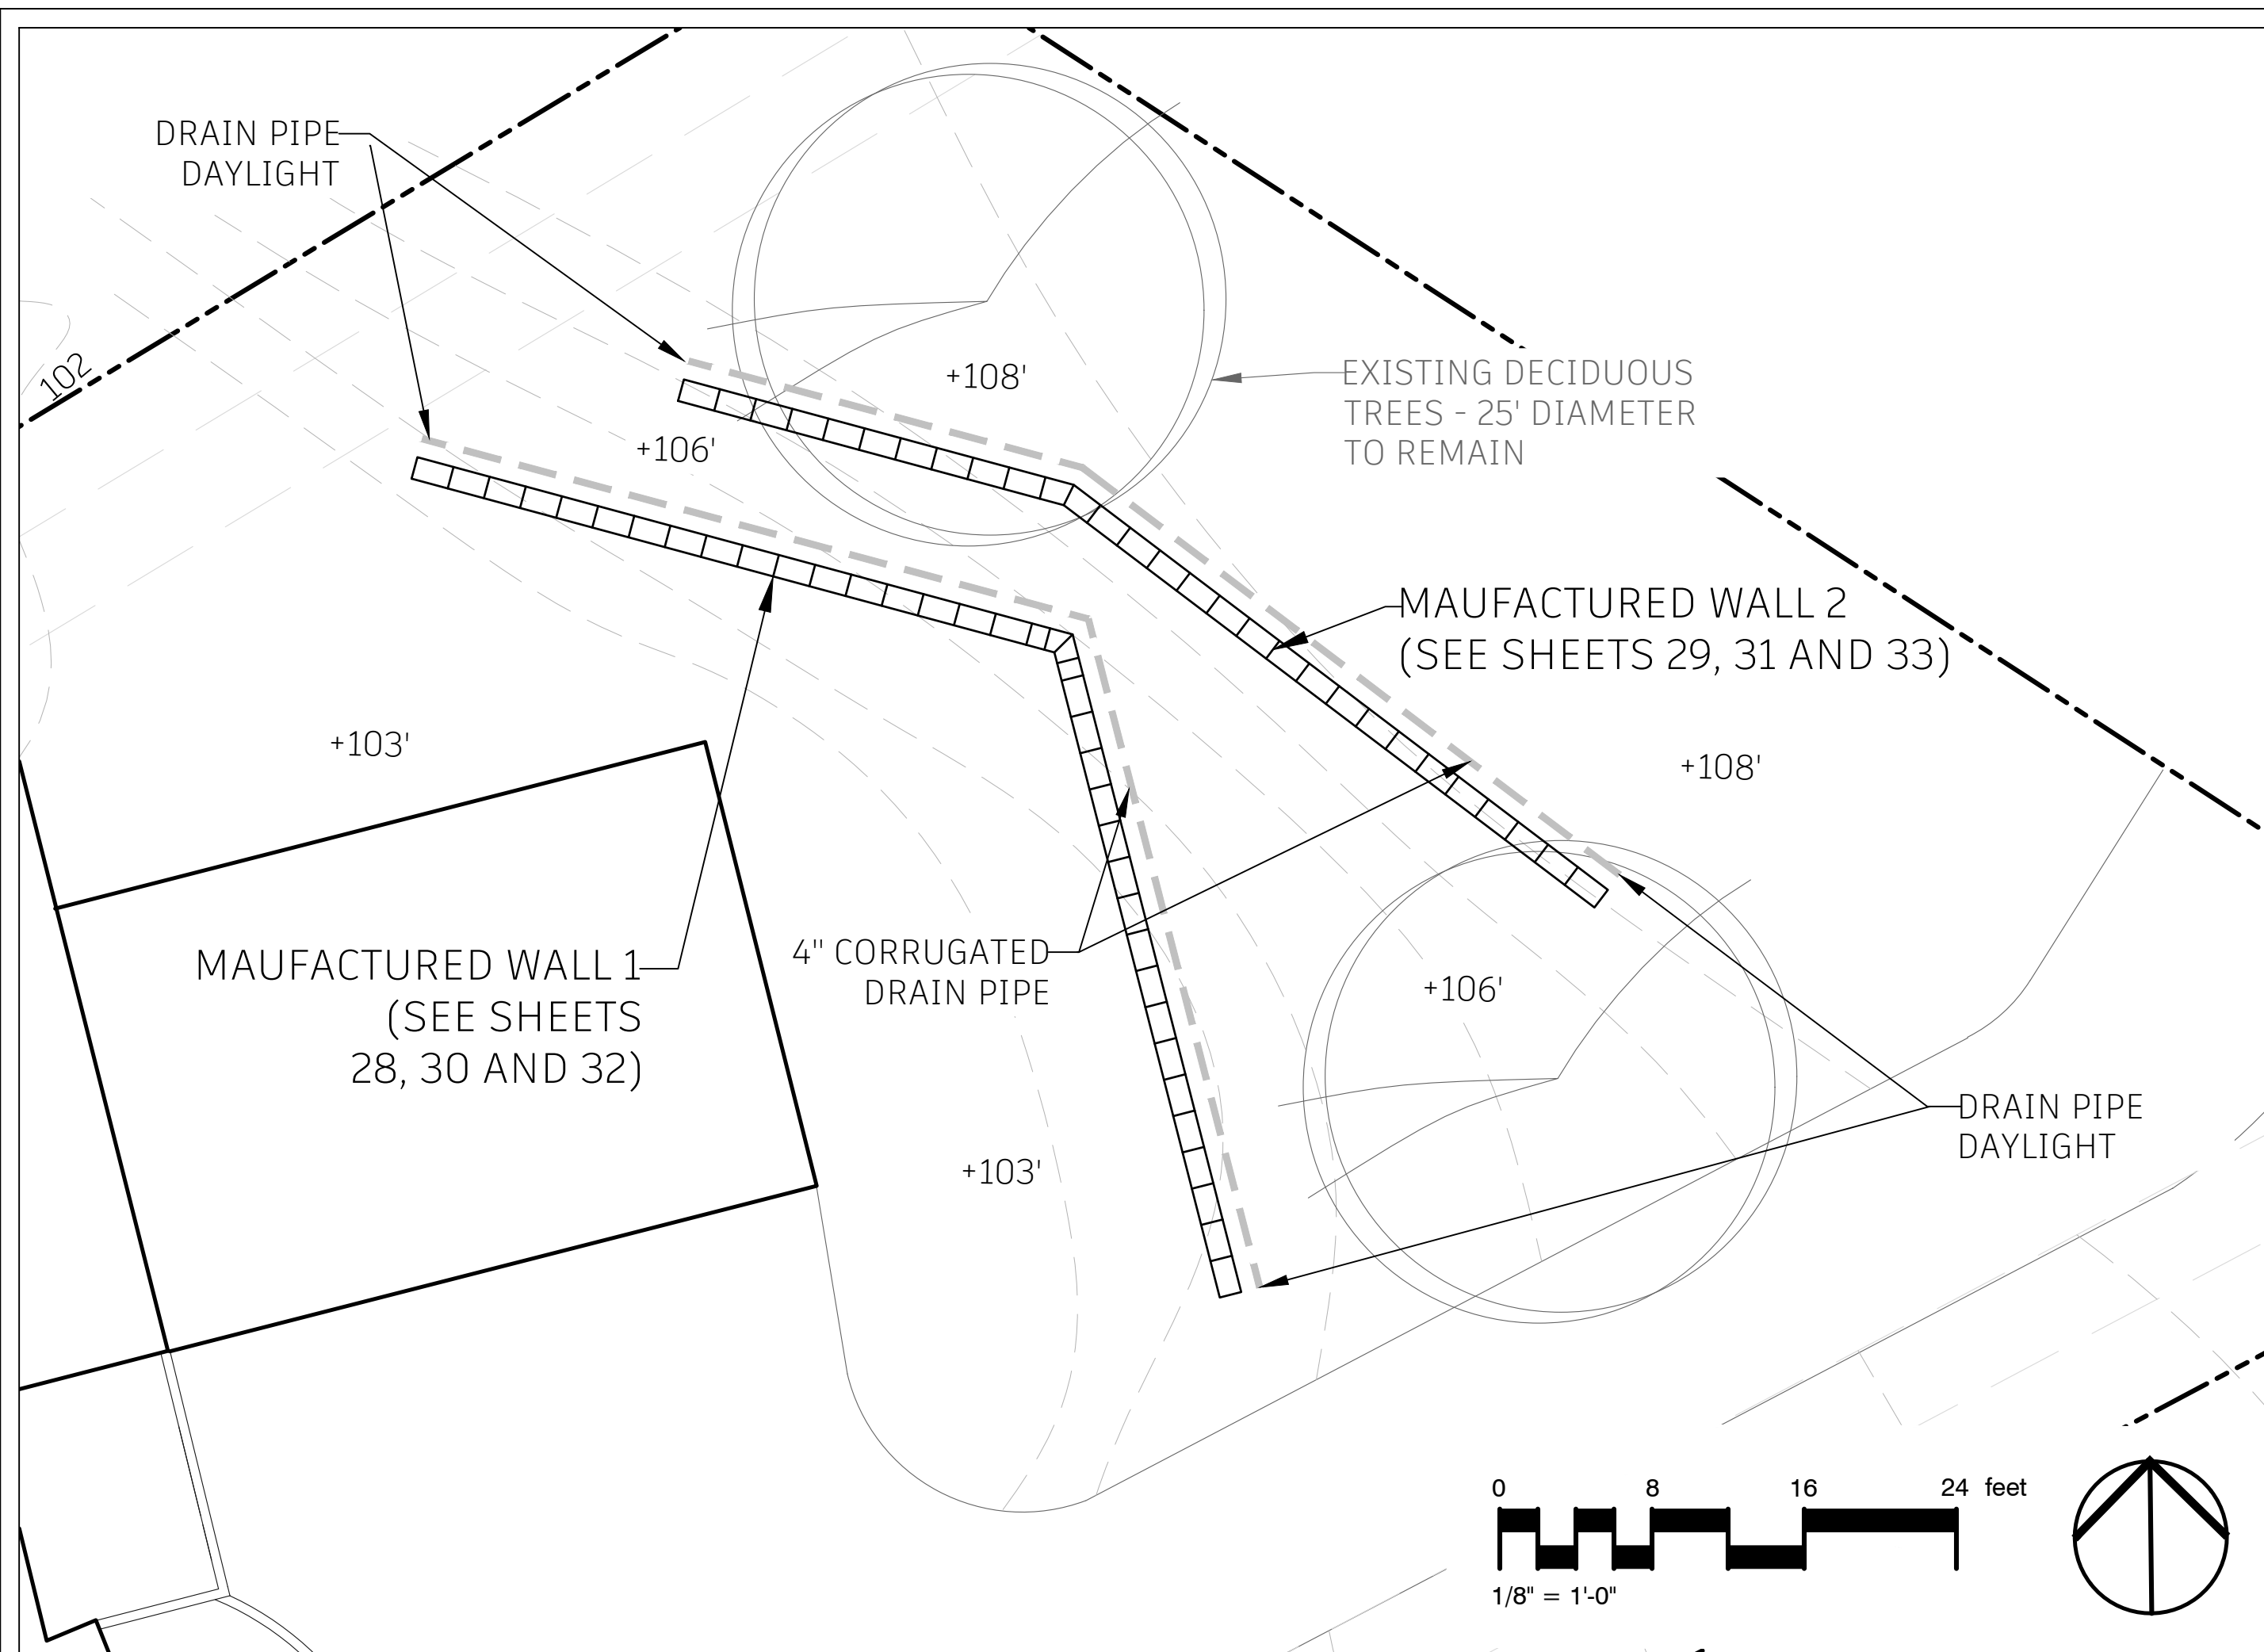 DRAIN PIPE
DAYLIGHT
102
+108'
+106'
EXISTING DECIDUOUS
TREES - 25' DIAMETER
TO REMAIN
MAUFACTURED WALL 2
(SEE SHEETS 29, 31 AND 33)
+103'
+108'
MAUFACTURED WALL 1
(SEE SHEETS
28, 30 AND 32)
4" CORRUGATED
DRAIN PIPE
+106'
+103'
DRAIN PIPE
DAYLIGHT
0 8 16 24 feet
1/8" = 1'-0"